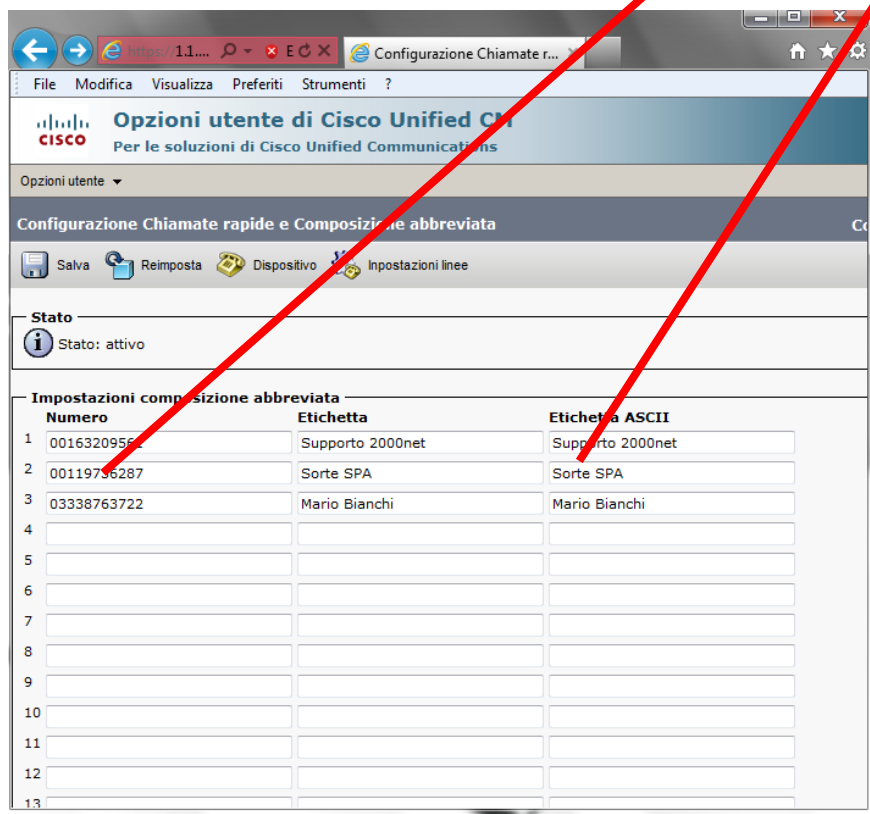 https://1.1....
Configurazione Chiamate r...
File Modifica Visualizza Preferiti Strumenti ?
CISCO
Opzioni utente di Cisco Unified CM
Per le soluzioni di Cisco Unified Communications
Opzioni utente
Configurazione Chiamate rapide e Composizione abbreviata
Salva Reimposta Dispositivo Inpostazioni linee
Stato
Stato: attivo
Impostazioni composizione abbreviata
Numero Etichetta Etichetta ASCII
1 Supporto 2000net Supporto 2000net
2 00119736287 Sorte SPA Sorte SPA
3 03338763722 Mario Bianchi Mario Bianchi
4
5
6
7
8
9
10
11
12
13